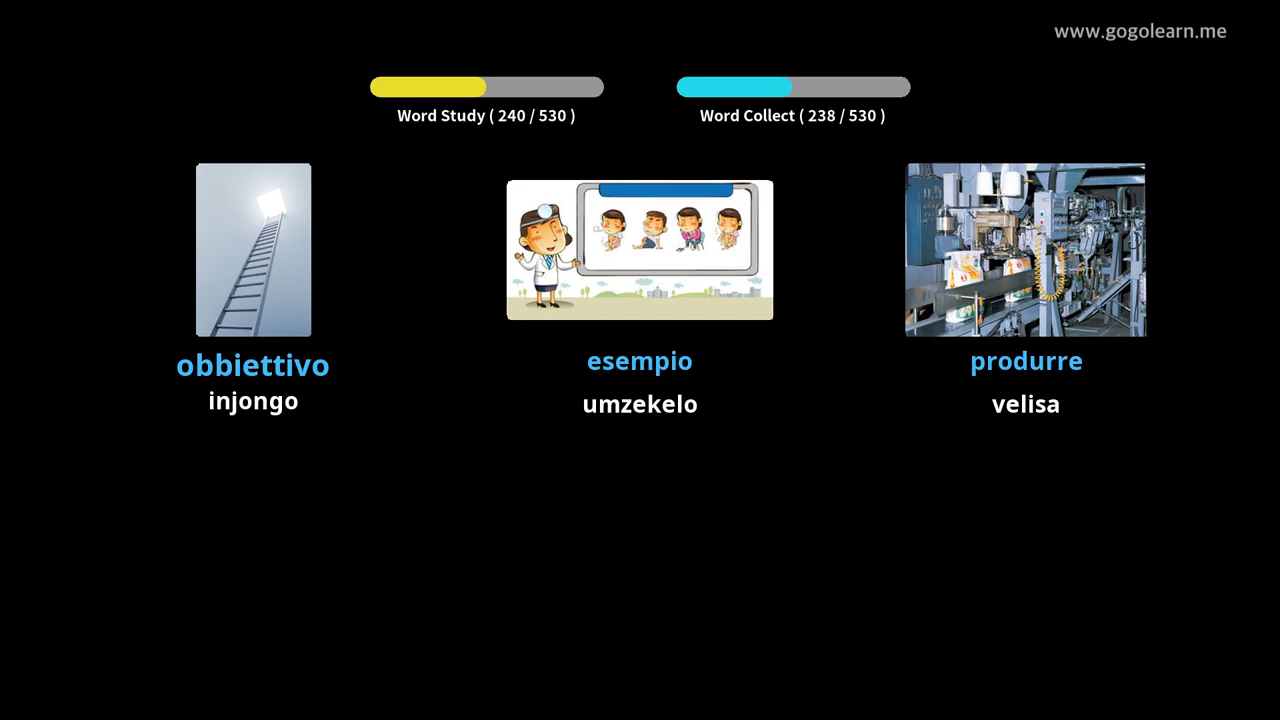 www.gogolearn.me
Word Study ( 240 / 530 )
Word Collect ( 238 / 530 )
obbiettivo
injongo
esempio
umzekelo
produrre
velisa